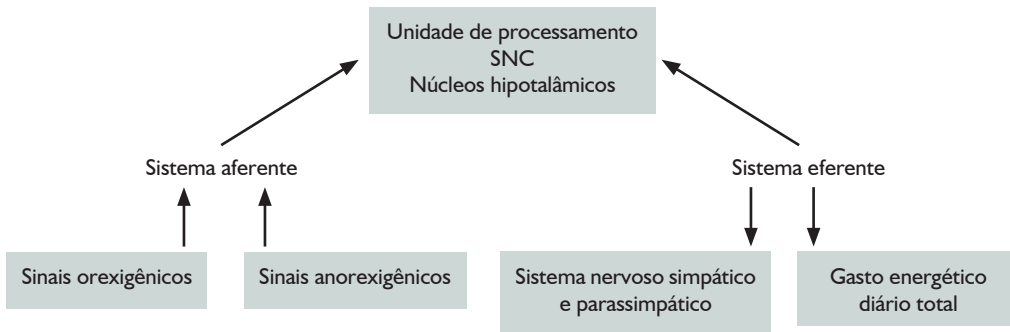 Unidade de processamento
SNC
Núcleos hipotalâmicos
Sistema aferente
Sistema eferente
Sinais orexigênicos
Sinais anorexigênicos
Sistema nervoso simpático
e parassimpático
Gasto energético
diário total